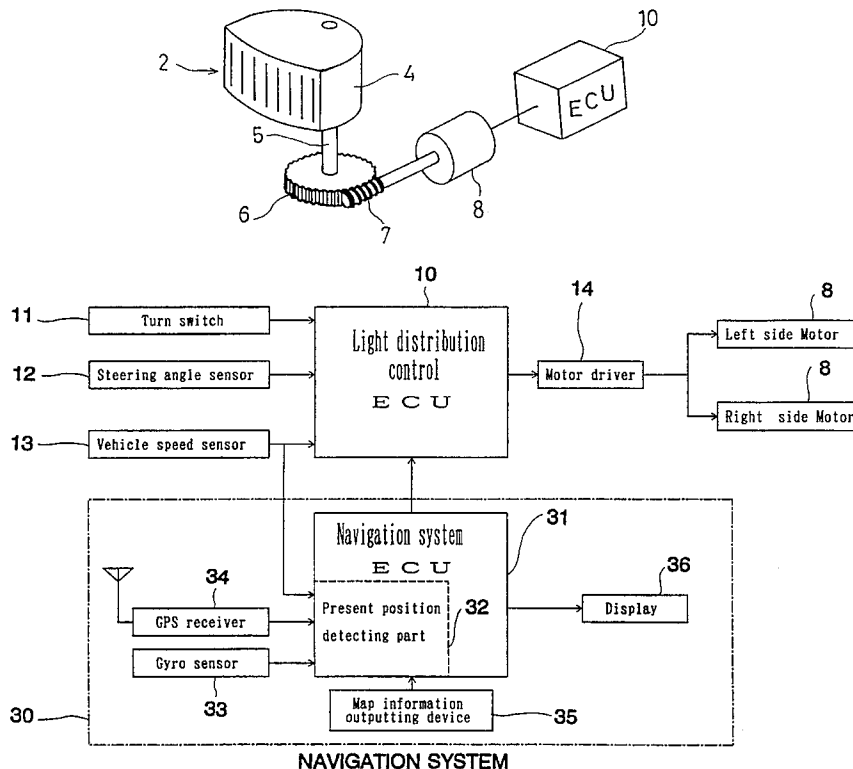 10
2
4
ECU
5
8
6
7
10
11
Turn switch
14
8
Light distribution
control
ECU
Left side Motor
12
Steering angle sensor
Motor driver
8
13
Vehicle speed sensor
Right side Motor
31
Navigation system
ECU
36
34
32
Present position
detecting part
Display
GPS receiver
Gyro sensor
33
30
Map information
outputting device
35
NAVIGATION SYSTEM